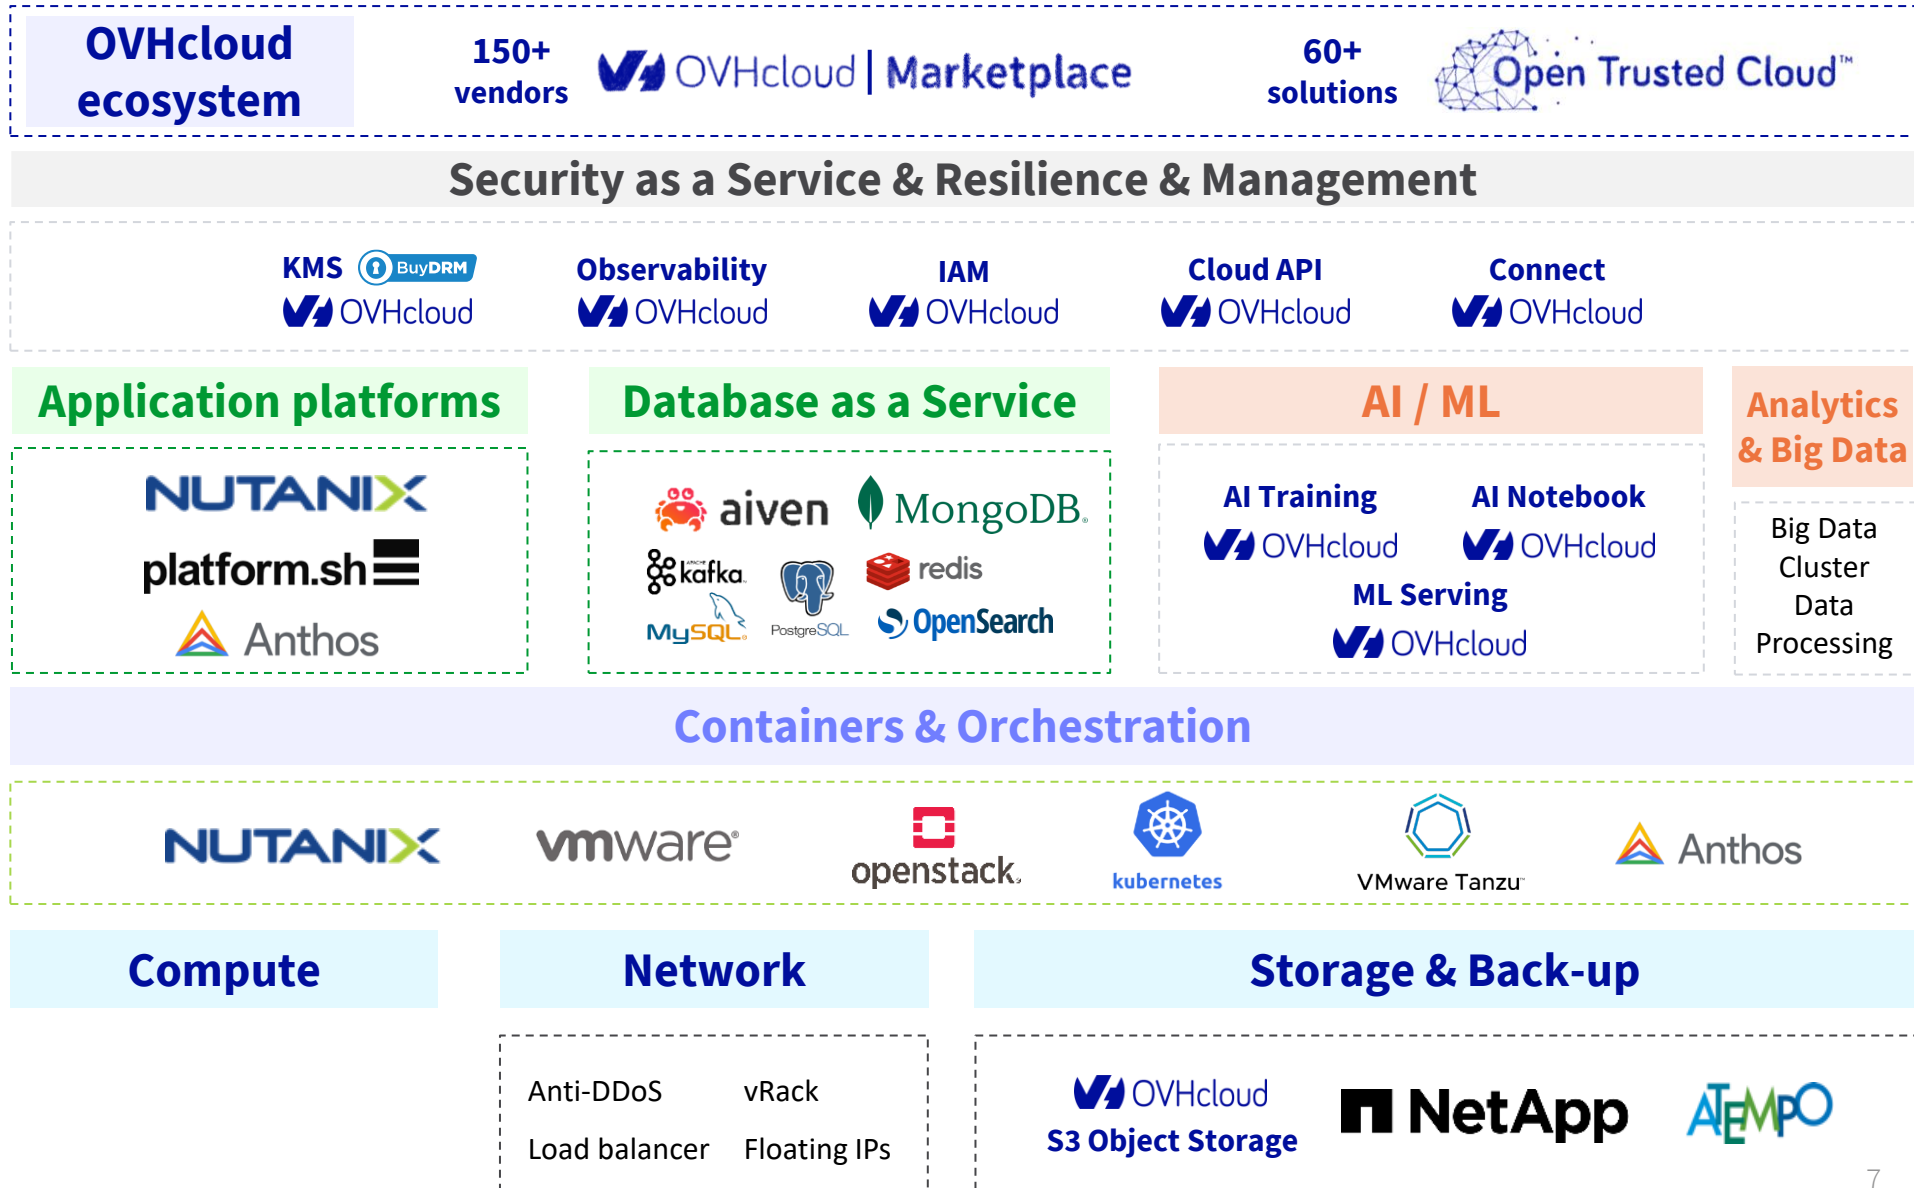 OVHcloud
ecosystem
150+
vendors
OVHcloud | Marketplace
60+
solutions
Open Trusted Cloud™
Security as a Service & Resilience & Management
KMS BuyDRM
OVHcloud
Observability
OVHcloud
IAM
OVHcloud
Cloud API
OVHcloud
Connect
OVHcloud
Application platforms
NUTANIX
platform.sh
Anthos
Database as a Service
aiven MongoDB.
APACHE
kafka. redis
MySQL® PostgreSQL OpenSearch
AI / ML
AI Training
OVHcloud
AI Notebook
OVHcloud
ML Serving
OVHcloud
Analytics
& Big Data
Big Data
Cluster
Data
Processing
Containers & Orchestration
NUTANIX
vmware®
openstack.
kubernetes
VMware Tanzu™
Anthos
Compute
Network
Anti-DDoS vRack
Load balancer Floating IPs
Storage & Back-up
OVHcloud
S3 Object Storage
NetApp
ATEMPO
7